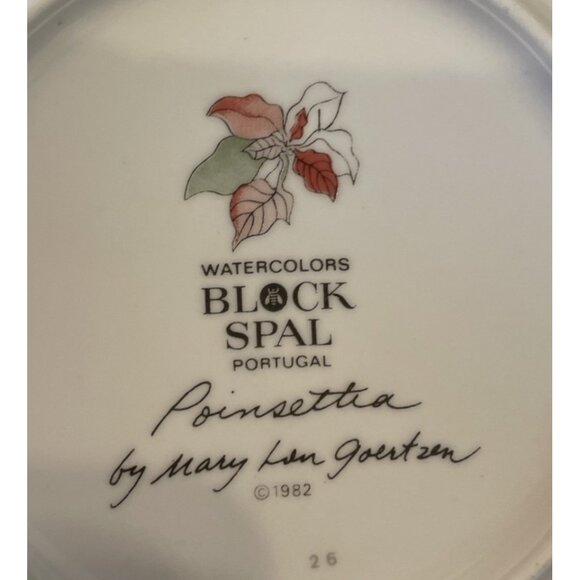 WATERCOLORS
BLOCK
SPAL
PORTUGAL
Poinsettia
by Mary Lou Goertzen
©1982
26